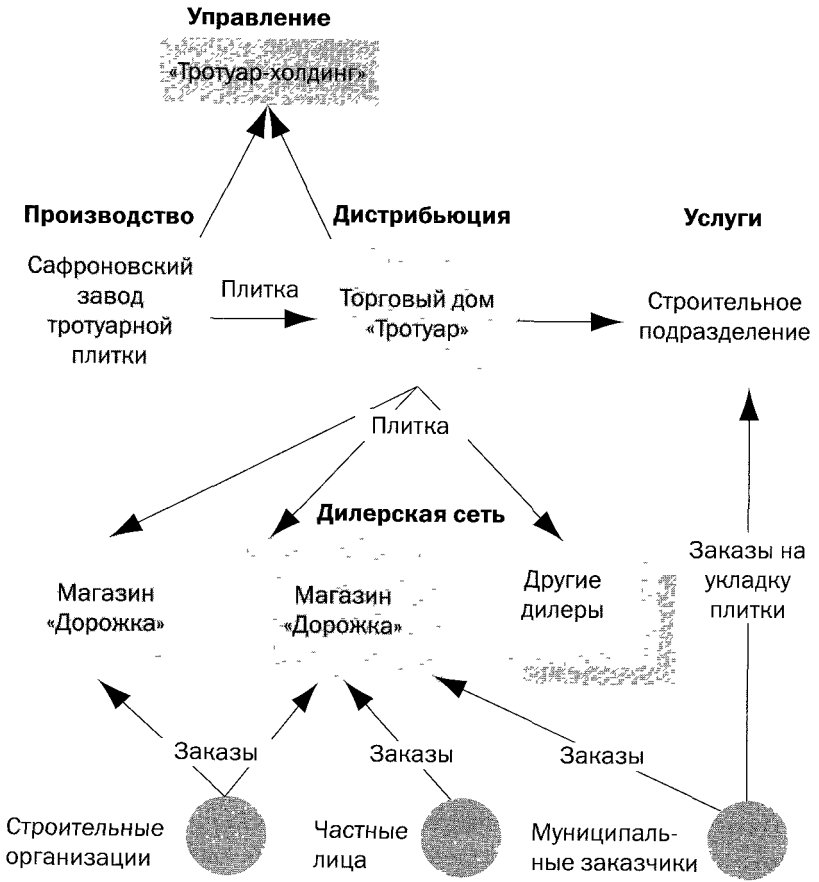 Управление
«Тротуар-холдинг»
Производство
Дистрибьюция
Услуги
Сафроновский
завод
тротуарной
плитки
Плитка
Торговый дом
«Тротуар»
Строительное
подразделение
Плитка
Дилерская сеть
Магазин
«Дорожка»
Магазин
«Дорожка»
Другие
дилеры
Заказы на
укладку
плитки
Заказы
Заказы
Заказы
Строительные
организации
Частные
лица
Муниципаль-
ные заказчики